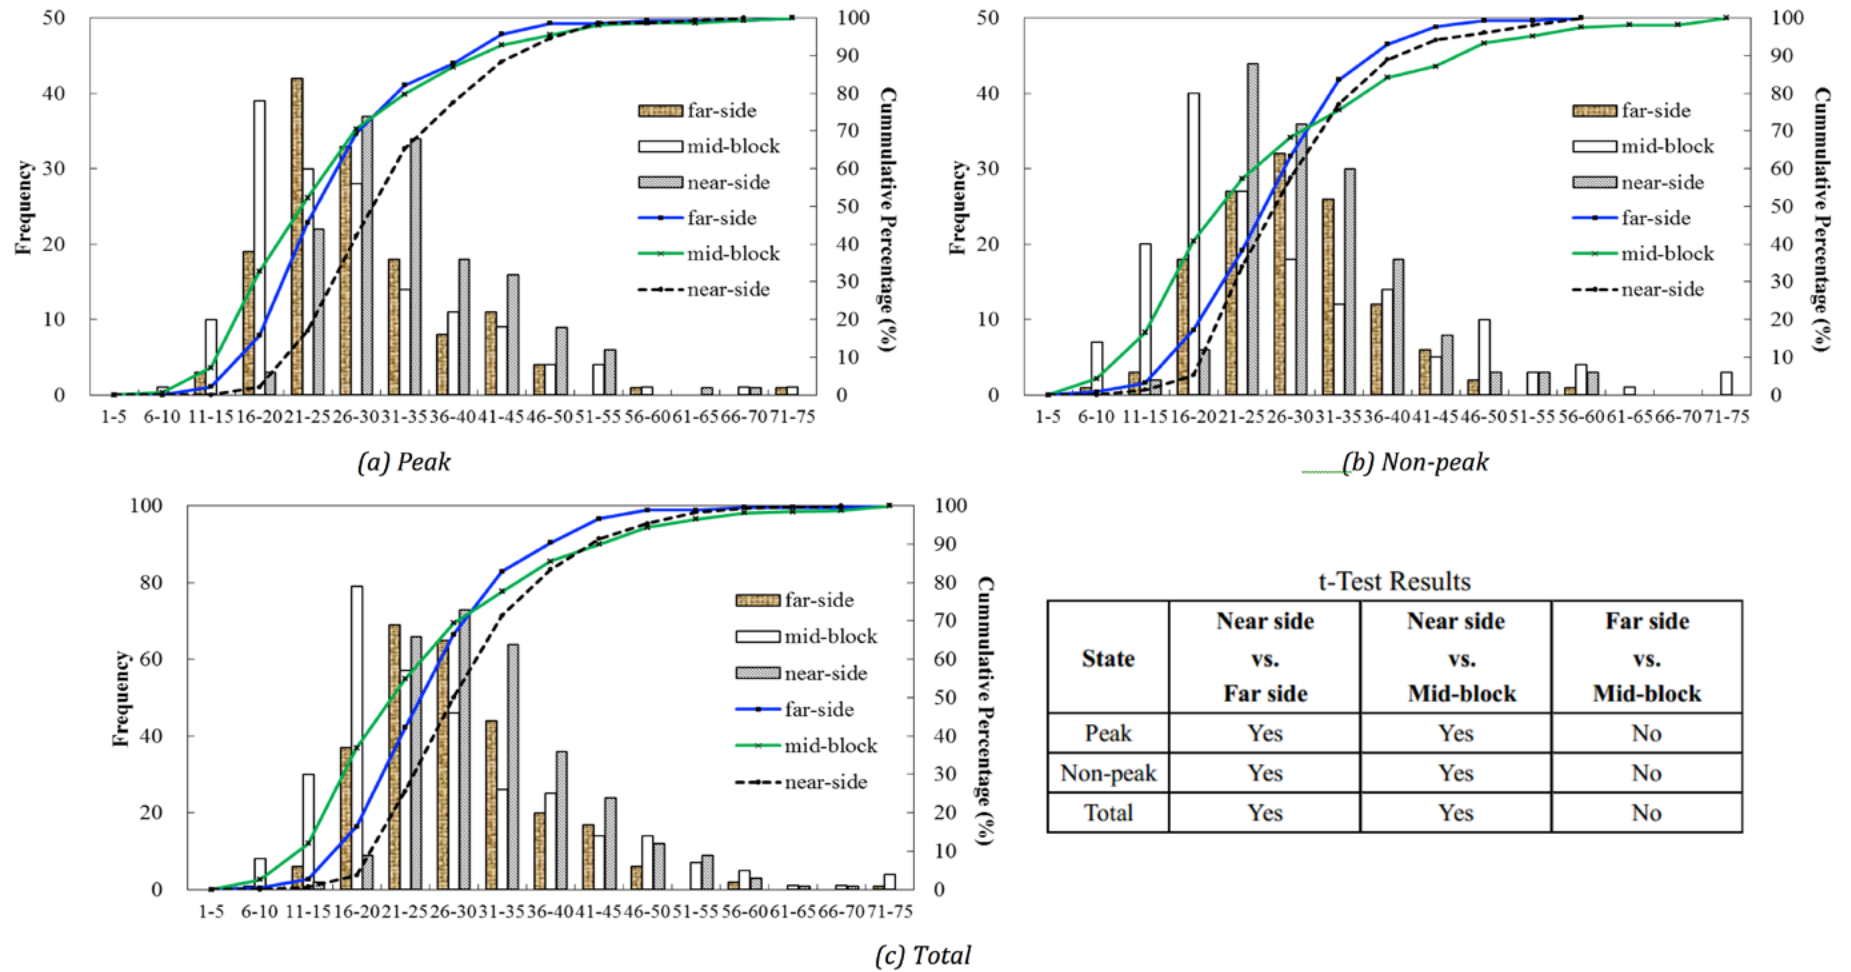 50
40
30
20
10
0
Frequency
100
90
80
70
60
50
40
30
20
10
0
Cummulative Percentage (%)
far-side
mid-block
near-side
far-side
mid-block
near-side
1-5 6-10 11-15 16-20 21-25 26-30 31-35 36-40 41-45 46-50 51-55 56-60 61-65 66-70 71-75
(a) Peak
50
40
30
20
10
0
Frequency
100
90
80
70
60
50
40
30
20
10
0
Cummulative Percentage (%)
far-side
mid-block
near-side
far-side
mid-block
near-side
1-5 6-10 11-15 16-20 21-25 26-30 31-35 36-40 41-45 46-50 51-55 56-60 61-65 66-70 71-75
(b) Non-peak
100
80
60
40
20
0
Frequency
100
90
80
70
60
50
40
30
20
10
0
Cummulative Percentage (%)
far-side
mid-block
near-side
far-side
mid-block
near-side
1-5 6-10 11-15 16-20 21-25 26-30 31-35 36-40 41-45 46-50 51-55 56-60 61-65 66-70 71-75
(c) Total
t-Test Results
State
Near side
vs.
Far side
Near side
vs.
Mid-block
Far side
vs.
Mid-block
Peak Yes Yes No
Non-peak Yes Yes No
Total Yes Yes No